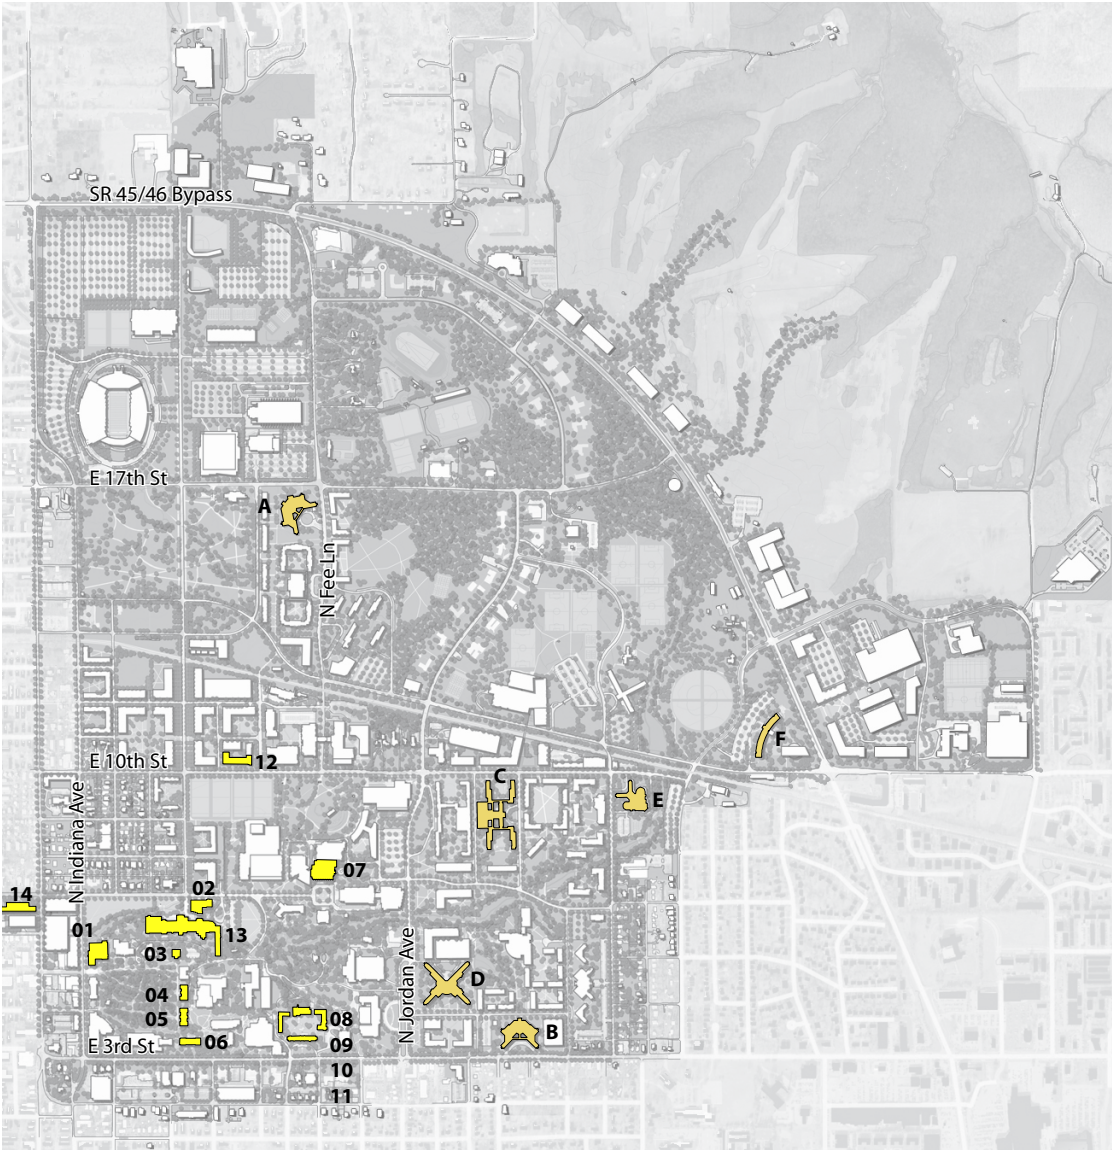 SR 45/46 Bypass
E 17th St
A
N Fee Ln
F
E 10th St
12
C
E
N Indiana Ave
07
14
02
01
13
03
N Jordan Ave
D
04
05
08
B
06
E 3rd St
09
10
11